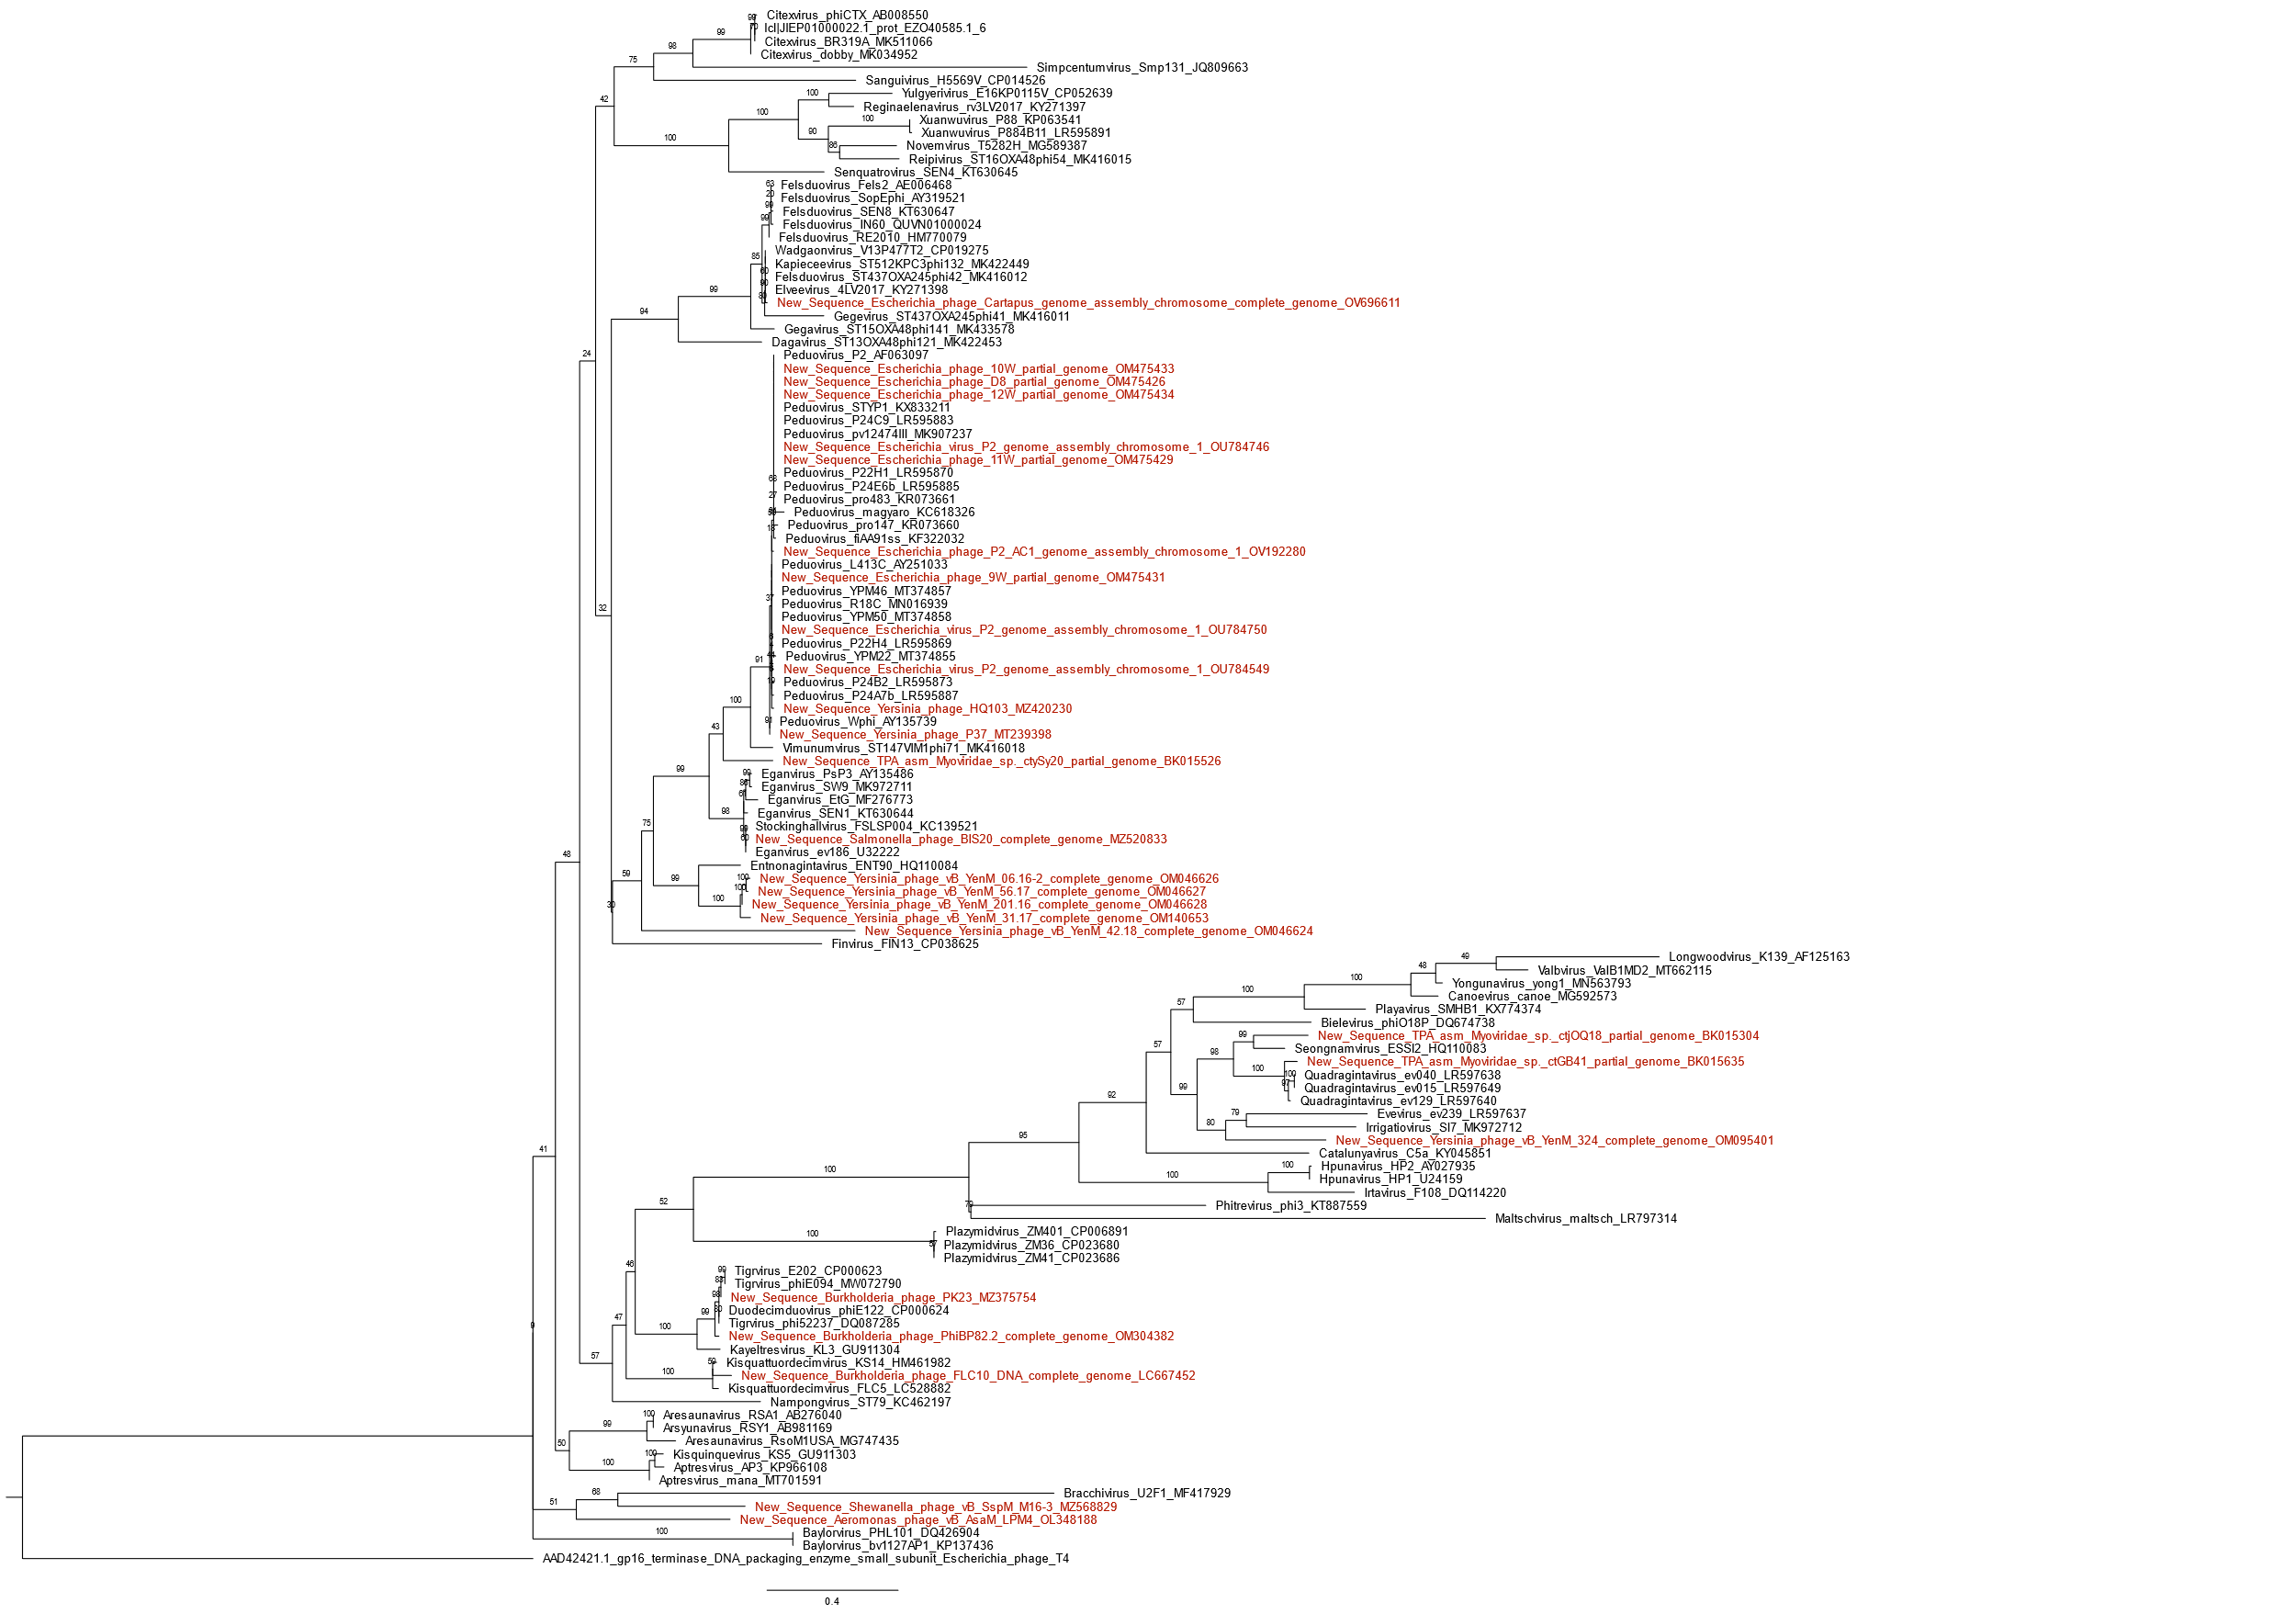 Citexvirus_phiCTX_AB008550
lcl|JIEP01000022.1_prot_EZO40585.1_6
Citexvirus_BR319A_MK511066
Citexvirus_dobby_MK034952
Simpcentumvirus_Smp131_JQ809663
Sanguivirus_H5569V_CP014526
Yulgyerivirus_E16KP0115V_CP052639
Reginaelenavirus_rv3LV2017_KY271397
Xuanwuvirus_P88_KP063541
Xuanwuvirus_P884B11_LR595891
Novemvirus_T5282H_MG589387
Reipivirus_ST16OXA48phi54_MK416015
Senquatrovirus_SEN4_KT630645
Felsduovirus_Fels2_AE006468
Felsduovirus_SopEphi_AY319521
Felsduovirus_SEN8_KT630647
Felsduovirus_IN60_QUVN01000024
Felsduovirus_RE2010_HM770079
Wadgaonvirus_V13P477T2_CP019275
Kapieceevirus_ST512KPC3phi132_MK422449
Felsduovirus_ST437OXA245phi42_MK416012
Elveevirus_4LV2017_KY271398
New_Sequence_Escherichia_phage_Cartapus_genome_assembly_chromosome_complete_genome_OV696611
Gegevirus_ST437OXA245phi41_MK416011
Gegavirus_ST15OXA48phi141_MK433578
Dagavirus_ST13OXA48phi121_MK422453
Peduovirus_P2_AF063097
New_Sequence_Escherichia_phage_10W_partial_genome_OM475433
New_Sequence_Escherichia_phage_D8_partial_genome_OM475426
New_Sequence_Escherichia_phage_12W_partial_genome_OM475434
Peduovirus_STYP1_KX833211
Peduovirus_P24C9_LR595883
Peduovirus_pv12474III_MK907237
New_Sequence_Escherichia_virus_P2_genome_assembly_chromosome_1_OU784746
New_Sequence_Escherichia_phage_11W_partial_genome_OM475429
Peduovirus_P22H1_LR595870
Peduovirus_P24E6b_LR595885
Peduovirus_pro483_KR073661
Peduovirus_magyaro_KC618326
Peduovirus_pro147_KR073660
Peduovirus_fiAA91ss_KF322032
New_Sequence_Escherichia_phage_P2_AC1_genome_assembly_chromosome_1_OV192280
Peduovirus_L413C_AY251033
New_Sequence_Escherichia_phage_9W_partial_genome_OM475431
Peduovirus_YPM46_MT374857
Peduovirus_R18C_MN016939
Peduovirus_YPM50_MT374858
New_Sequence_Escherichia_virus_P2_genome_assembly_chromosome_1_OU784750
Peduovirus_P22H4_LR595869
Peduovirus_YPM22_MT374855
New_Sequence_Escherichia_virus_P2_genome_assembly_chromosome_1_OU784549
Peduovirus_P24B2_LR595873
Peduovirus_P24A7b_LR595887
New_Sequence_Yersinia_phage_HQ103_MZ420230
Peduovirus_Wphi_AY135739
New_Sequence_Yersinia_phage_P37_MT239398
Vimunumvirus_ST147VIM1phi71_MK416018
New_Sequence_TPA_asm_Myoviridae_sp._ctySy20_partial_genome_BK015526
Eganvirus_PsP3_AY135486
Eganvirus_SW9_MK972711
Eganvirus_EtG_MF276773
Eganvirus_SEN1_KT630644
Stockinghallvirus_FSLSP004_KC139521
New_Sequence_Salmonella_phage_BIS20_complete_genome_MZ520833
Eganvirus_ev186_U32222
Entnonagintavirus_ENT90_HQ110084
New_Sequence_Yersinia_phage_vB_YenM_06.16-2_complete_genome_OM046626
New_Sequence_Yersinia_phage_vB_YenM_56.17_complete_genome_OM046627
New_Sequence_Yersinia_phage_vB_YenM_201.16_complete_genome_OM046628
New_Sequence_Yersinia_phage_vB_YenM_31.17_complete_genome_OM140653
New_Sequence_Yersinia_phage_vB_YenM_42.18_complete_genome_OM046624
Finvirus_FIN13_CP038625
Longwoodvirus_K139_AF125163
Valbvirus_ValB1MD2_MT662115
Yongunavirus_yong1_MN563793
Canoevirus_canoe_MG592573
Playavirus_SMHB1_KX774374
Bielevirus_phiO18P_DQ674738
New_Sequence_TPA_asm_Myoviridae_sp._ctjOQ18_partial_genome_BK015304
Seongnamvirus_ESSI2_HQ110083
New_Sequence_TPA_asm_Myoviridae_sp._ctGB41_partial_genome_BK015635
Quadragintavirus_ev040_LR597638
Quadragintavirus_ev015_LR597649
Quadragintavirus_ev129_LR597640
Evevirus_ev239_LR597637
Irrigatiovirus_SI7_MK972712
New_Sequence_Yersinia_phage_vB_YenM_324_complete_genome_OM095401
Catalunyavirus_C5a_KY045851
Hpunavirus_HP2_AY027935
Hpunavirus_HP1_U24159
Irtavirus_F108_DQ114220
Phitrevirus_phi3_KT887559
Maltschvirus_maltsch_LR797314
Plazymidvirus_ZM401_CP006891
Plazymidvirus_ZM36_CP023680
Plazymidvirus_ZM41_CP023686
Tigrvirus_E202_CP000623
Tigrvirus_phiE094_MW072790
New_Sequence_Burkholderia_phage_PK23_MZ375754
Duodecimduovirus_phiE122_CP000624
Tigrvirus_phi52237_DQ087285
New_Sequence_Burkholderia_phage_PhiBP82.2_complete_genome_OM304382
Kayeltresvirus_KL3_GU911304
Kisquattuordecimvirus_KS14_HM461982
New_Sequence_Burkholderia_phage_FLC10_DNA_complete_genome_LC667452
Kisquattuordecimvirus_FLC5_LC528882
Nampongvirus_ST79_KC462197
Aresaunavirus_RSA1_AB276040
Arsyunavirus_RSY1_AB981169
Aresaunavirus_RsoM1USA_MG747435
Kisquinquevirus_KS5_GU911303
Aptresvirus_AP3_KP966108
Aptresvirus_mana_MT701591
Bracchivirus_U2F1_MF417929
New_Sequence_Shewanella_phage_vB_SspM_M16-3_MZ568829
New_Sequence_Aeromonas_phage_vB_AsaM_LPM4_OL348188
Baylorvirus_PHL101_DQ426904
Baylorvirus_bv1127AP1_KP137436
AAD42421.1_gp16_terminase_DNA_packaging_enzyme_small_subunit_Escherichia_phage_T4
0.4